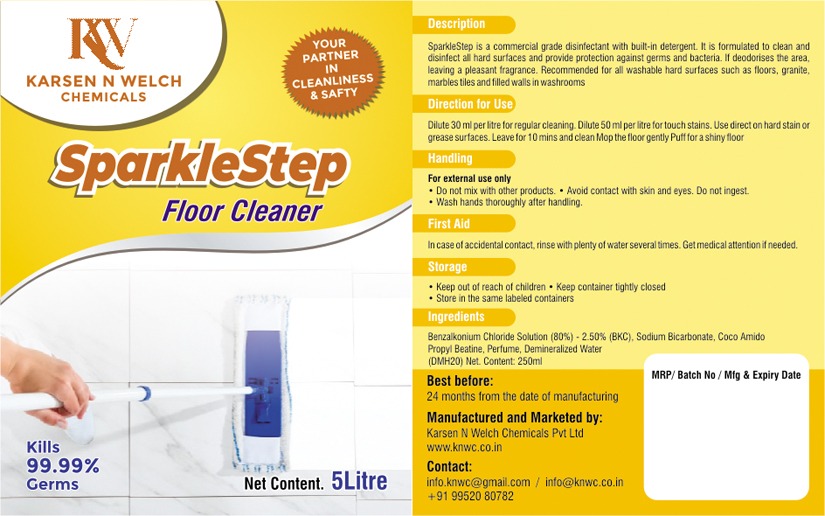 KW
KARSEN N WELCH
CHEMICALS
YOUR
PARTNER
IN
CLEANLINESS
& SAFTY
SparkleStep
Floor Cleaner
Kills
99.99%
Germs
Net Content. 5Litre
Description
SparkleStep is a commercial grade disinfectant with built-in detergent. It is formulated to clean and
disinfect all hard surfaces and provide protection against germs and bacteria. If deodorises the area,
leaving a pleasant fragrance. Recommended for all washable hard surfaces such as floors, granite,
marbles tiles and filled walls in washrooms
Direction for Use
Dilute 30 ml per litre for regular cleaning. Dilute 50 ml per litre for touch stains. Use direct on hard stain or
grease surfaces. Leave for 10 mins and clean Mop the floor gently Puff for a shiny floor
Handling
For external use only
• Do not mix with other products. • Avoid contact with skin and eyes. Do not ingest.
• Wash hands thoroughly after handling.
First Aid
In case of accidental contact, rinse with plenty of water several times. Get medical attention if needed.
Storage
• Keep out of reach of children • Keep container tightly closed
• Store in the same labeled containers
Ingredients
Benzalkonium Chloride Solution (80%) - 2.50% (BKC), Sodium Bicarbonate, Coco Amido
Propyl Beatine, Perfume, Demineralized Water
(DMH20) Net. Content: 250ml
Best before:
24 months from the date of manufacturing
Manufactured and Marketed by:
Karsen N Welch Chemicals Pvt Ltd
www.knwc.co.in
Contact:
info.knwc@gmail.com / info@knwc.co.in
+91 99520 80782
MRP/ Batch No / Mfg & Expiry Date